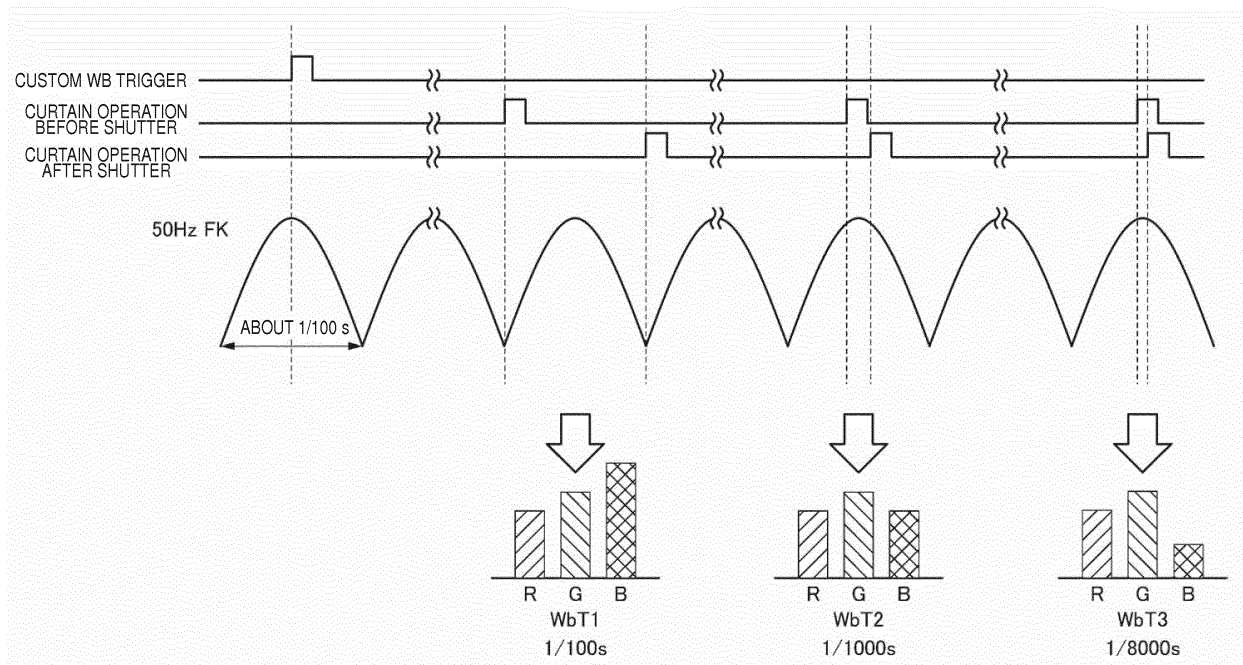 CUSTOM WB TRIGGER
CURTAIN OPERATION
BEFORE SHUTTER
CURTAIN OPERATION
AFTER SHUTTER
50Hz FK
ABOUT 1/100 s
R G B
WbT1
1/100s
R G B
WbT2
1/1000s
R G B
WbT3
1/8000s